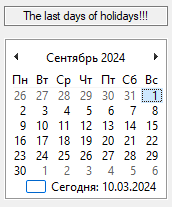 The last days of holidays!!!
Сентябрь 2024
Пн Вт Ср Чт Пт Сб Вс
26 27 28 29 30 31 1
2 3 4 5 6 7 8
9 10 11 12 13 14 15
16 17 18 19 20 21 22
23 24 25 26 27 28 29
30 1 2 3 4 5 6
Сегодня: 10.03.2024